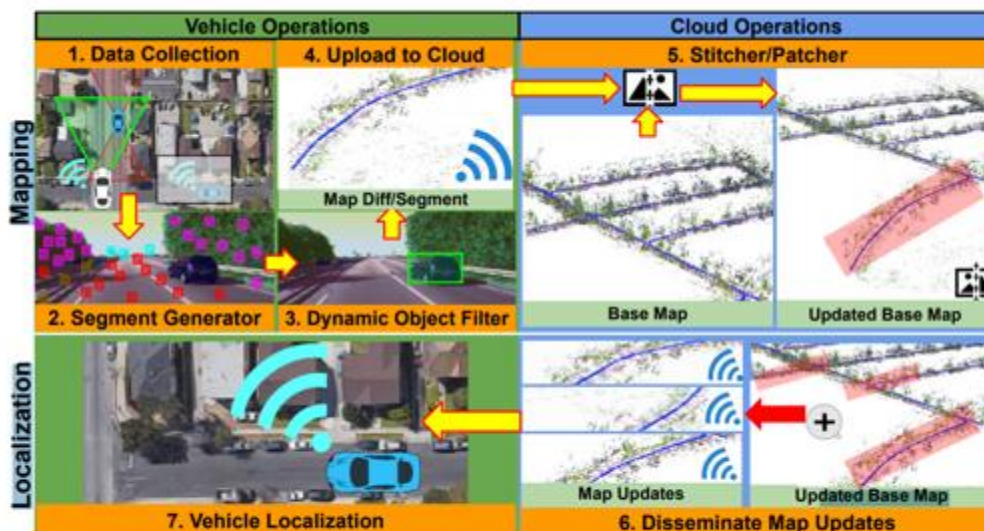 Vehicle Operations
Cloud Operations
Mapping
1. Data Collection
4. Upload to Cloud
5. Stitcher/Patcher
Map Diff/Segment
2. Segment Generator
3. Dynamic Object Filter
Base Map
Updated Base Map
Localization
7. Vehicle Localization
Map Updates
Updated Base Map
6. Disseminate Map Updates